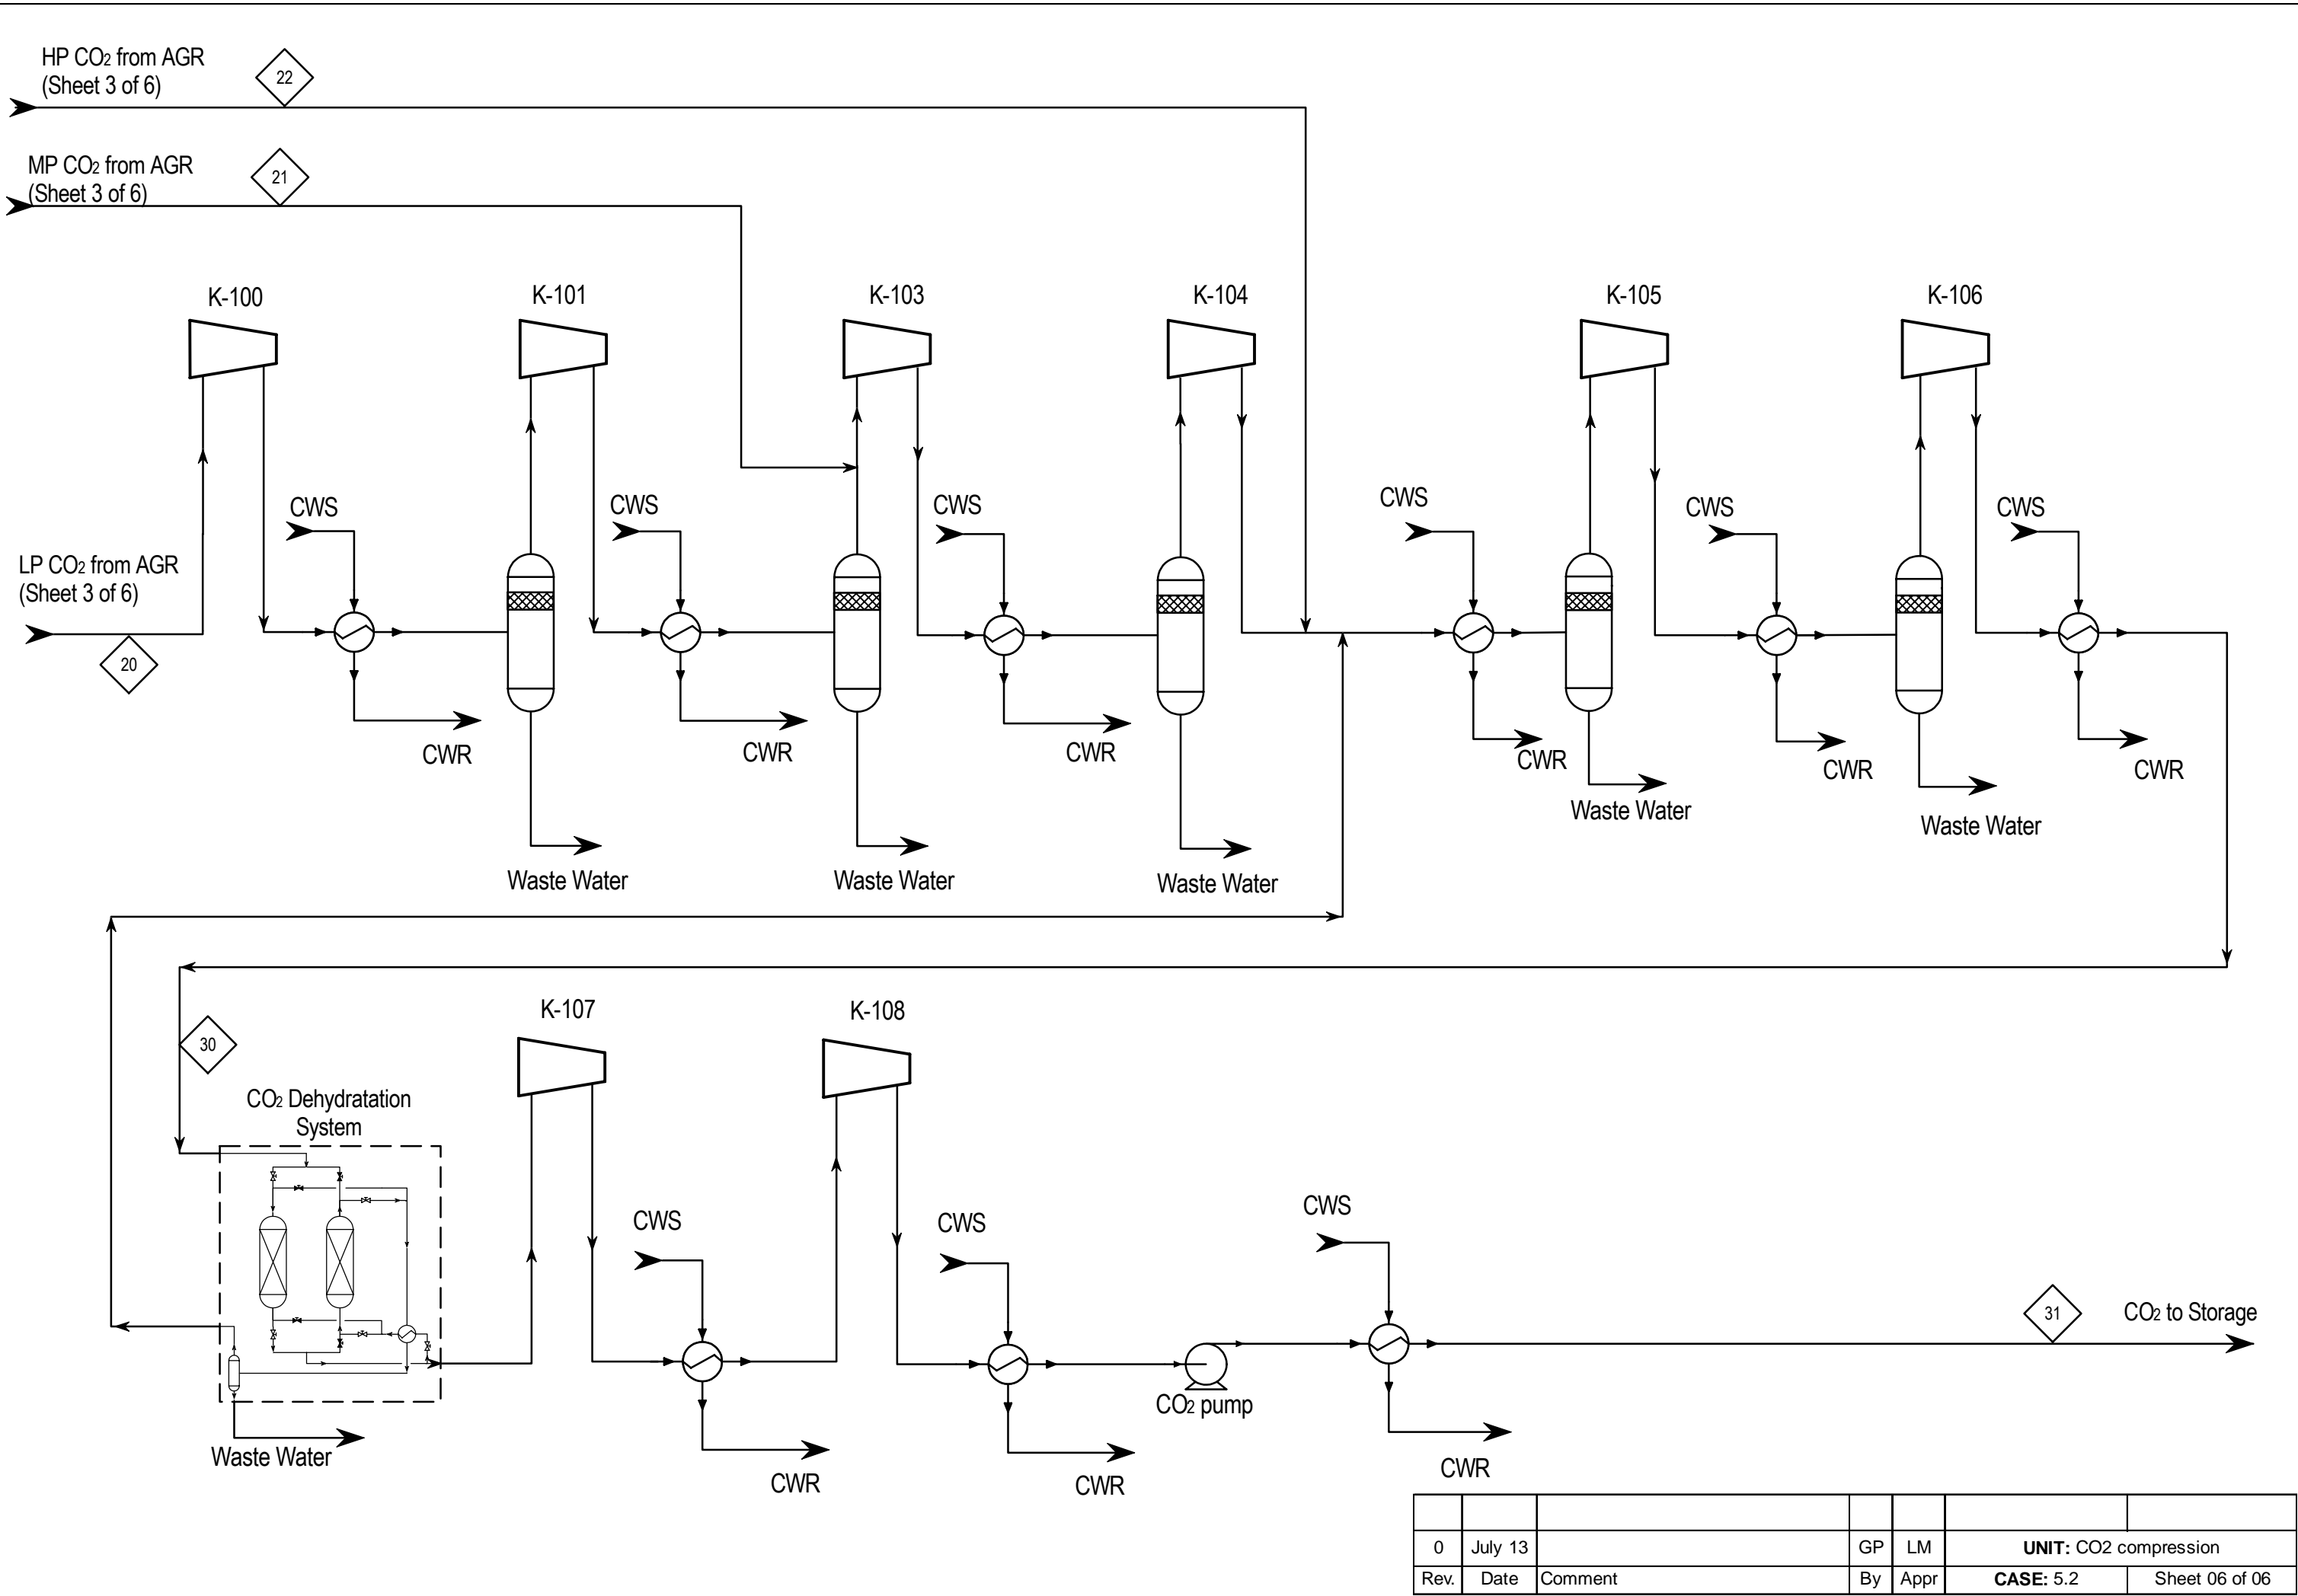 HP CO2 from AGR
(Sheet 3 of 6)
22
MP CO2 from AGR
(Sheet 3 of 6)
21
K-100
K-101
K-103
K-104
K-105
K-106
CWS
CWS
CWS
CWS
CWS
CWS
LP CO2 from AGR
(Sheet 3 of 6)
20
CWR
CWR
CWR
CWR
CWR
CWR
Waste Water
Waste Water
Waste Water
Waste Water
Waste Water
K-107
K-108
30
CO2 Dehydratation
System
CWS
CWS
CWS
31
CO2 to Storage
CO2 pump
Waste Water
CWR
CWR
CWR
0 July 13 GP LM UNIT: CO2 compression
Rev. Date Comment By Appr CASE: 5.2 Sheet 06 of 06